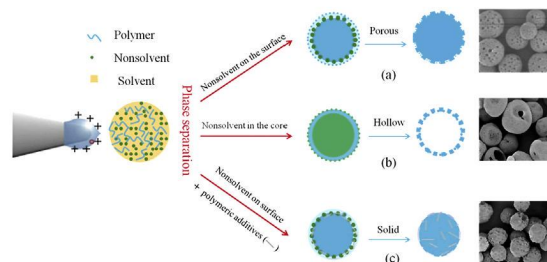 Polymer
Nonsolvent
Solvent
Phase separation
Nonsolvent on the surface
Porous
(a)
Nonsolvent in the core
Hollow
(b)
Nonsolvent on surface
+ polymeric additives (
Solid
(c)